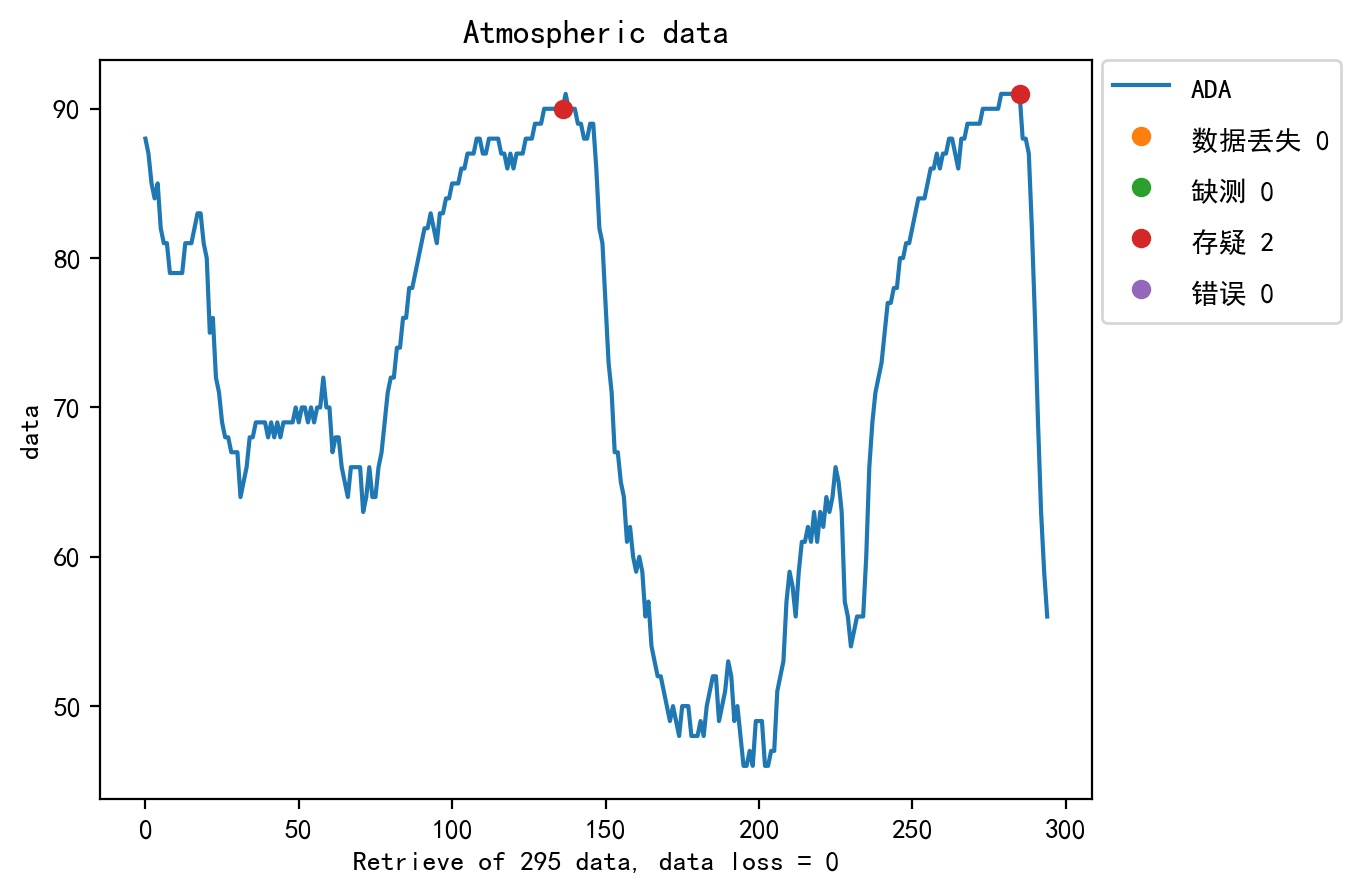 Atmospheric data
ADA
数据丢失 0
缺测 0
存疑 2
错误 0
data
90
80
70
60
50
0 50 100 150 200 250 300
Retrieve of 295 data, data loss = 0